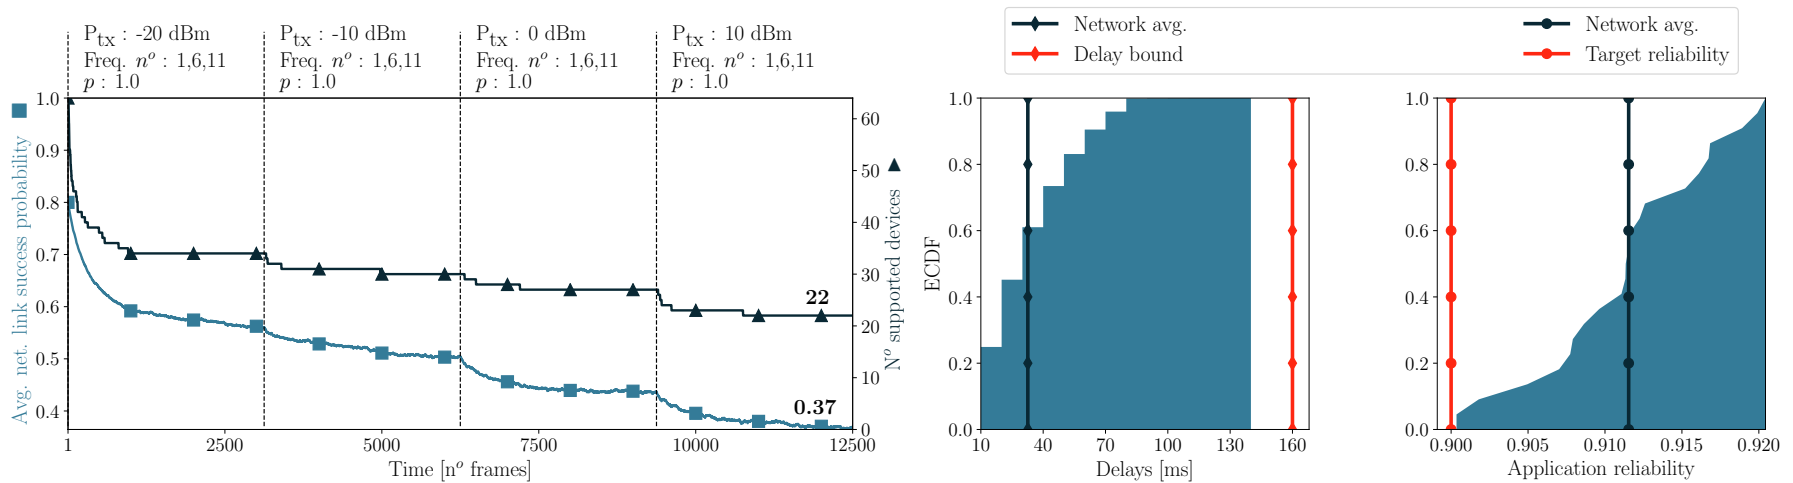 P_tx : -20 dBm
Freq. n^o : 1,6,11
p : 1.0
P_tx : -10 dBm
Freq. n^o : 1,6,11
p : 1.0
P_tx : 0 dBm
Freq. n^o : 1,6,11
p : 1.0
P_tx : 10 dBm
Freq. n^o : 1,6,11
p : 1.0
Avg. net. link success probability
1.0
0.9
0.8
0.7
0.6
0.5
0.4
60
50
40
30
20
10
0
N^o supported devices
22
0.37
1
2500
5000
7500
10000
12500
Time [n^o frames]
Network avg.
Delay bound
Network avg.
Target reliability
ECDF
1.0
0.8
0.6
0.4
0.2
0.0
10
40
70
100
130
160
Delays [ms]
1.0
0.8
0.6
0.4
0.2
0.0
0.900
0.905
0.910
0.915
0.920
Application reliability